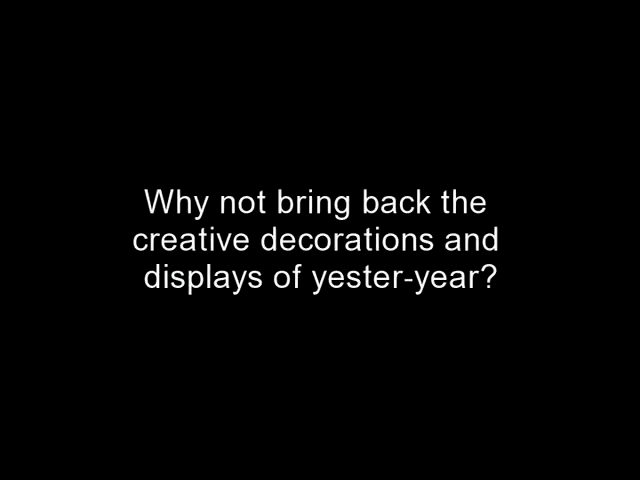 Why not bring back the
creative decorations and
displays of yester-year?